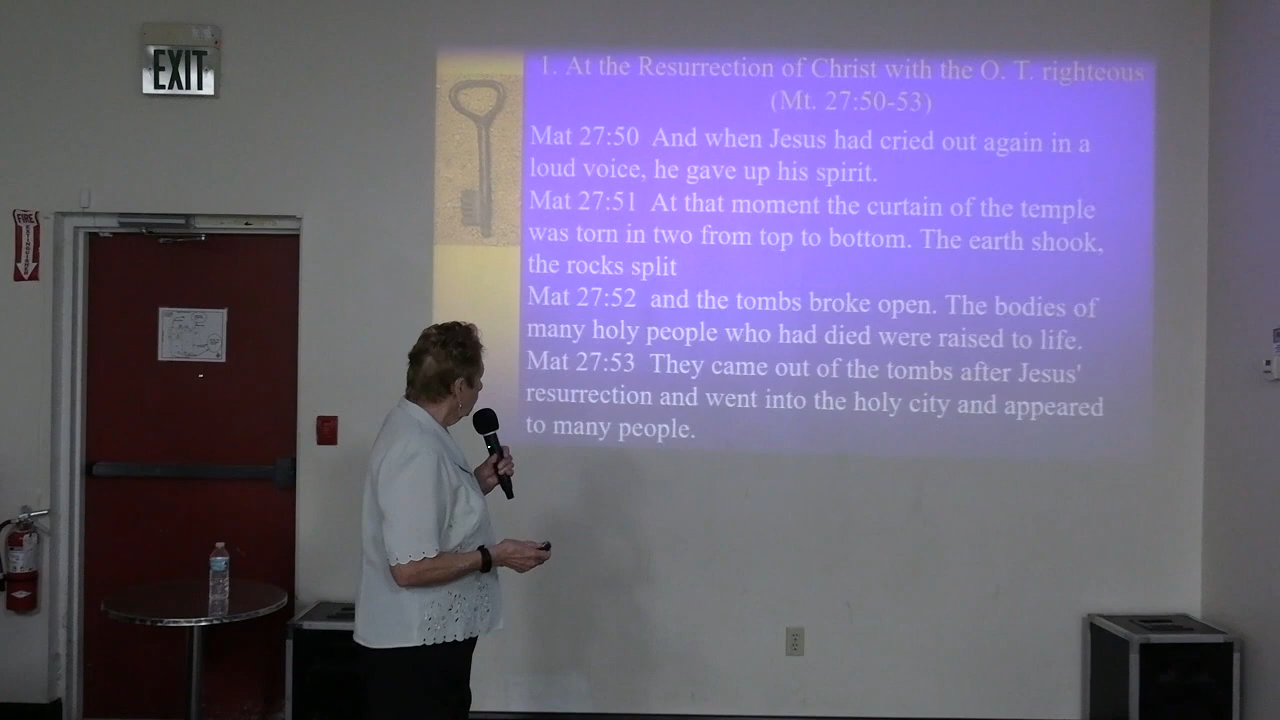 EXIT
FIRE
EXTINGUISHER
1. At the Resurrection of Christ with the O. T. righteous
(Mt. 27:50-53)
Mat 27:50 And when Jesus had cried out again in a
loud voice, he gave up his spirit.
Mat 27:51 At that moment the curtain of the temple
was torn in two from top to bottom. The earth shook,
the rocks split
Mat 27:52 and the tombs broke open. The bodies of
many holy people who had died were raised to life.
Mat 27:53 They came out of the tombs after Jesus'
resurrection and went into the holy city and appeared
to many people.